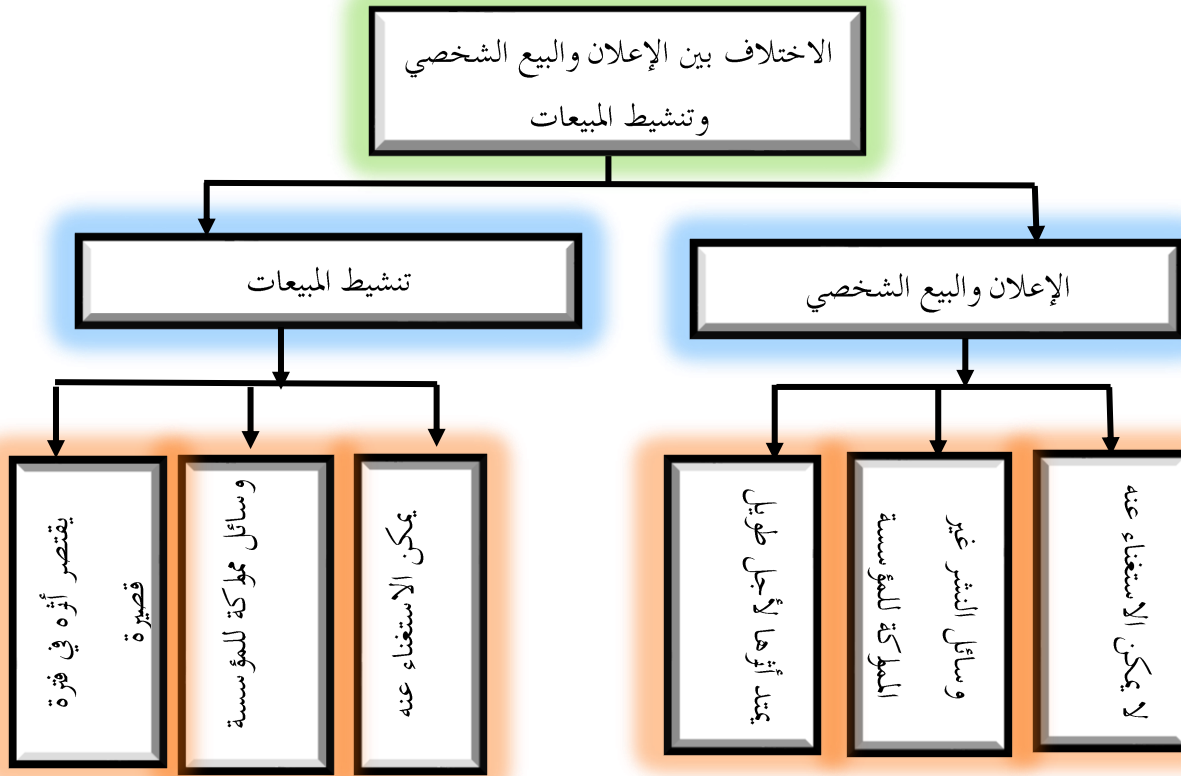 الاختلاف بين الإعلان والبيع الشخصي
وتنشيط المبيعات
الإعلان والبيع الشخصي
تنشيط المبيعات
لا يمكن الاستغناء عنه
وسائل النشر غير
المملوكة للمؤسسة
يمتد أثرها لأجل طويل
يمكن الاستغناء عنه
وسائل مملوكة للمؤسسة
يقتصر أثره في فترة
قصيرة